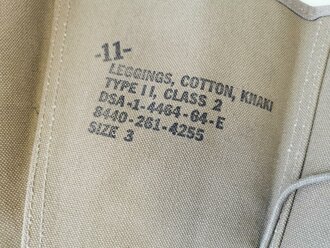 -11-
LEGGINGS, COTTON, KHAKI
TYPE II, CLASS 2
DSA-1-4464-64-E
8440-261-4255
SIZE 3